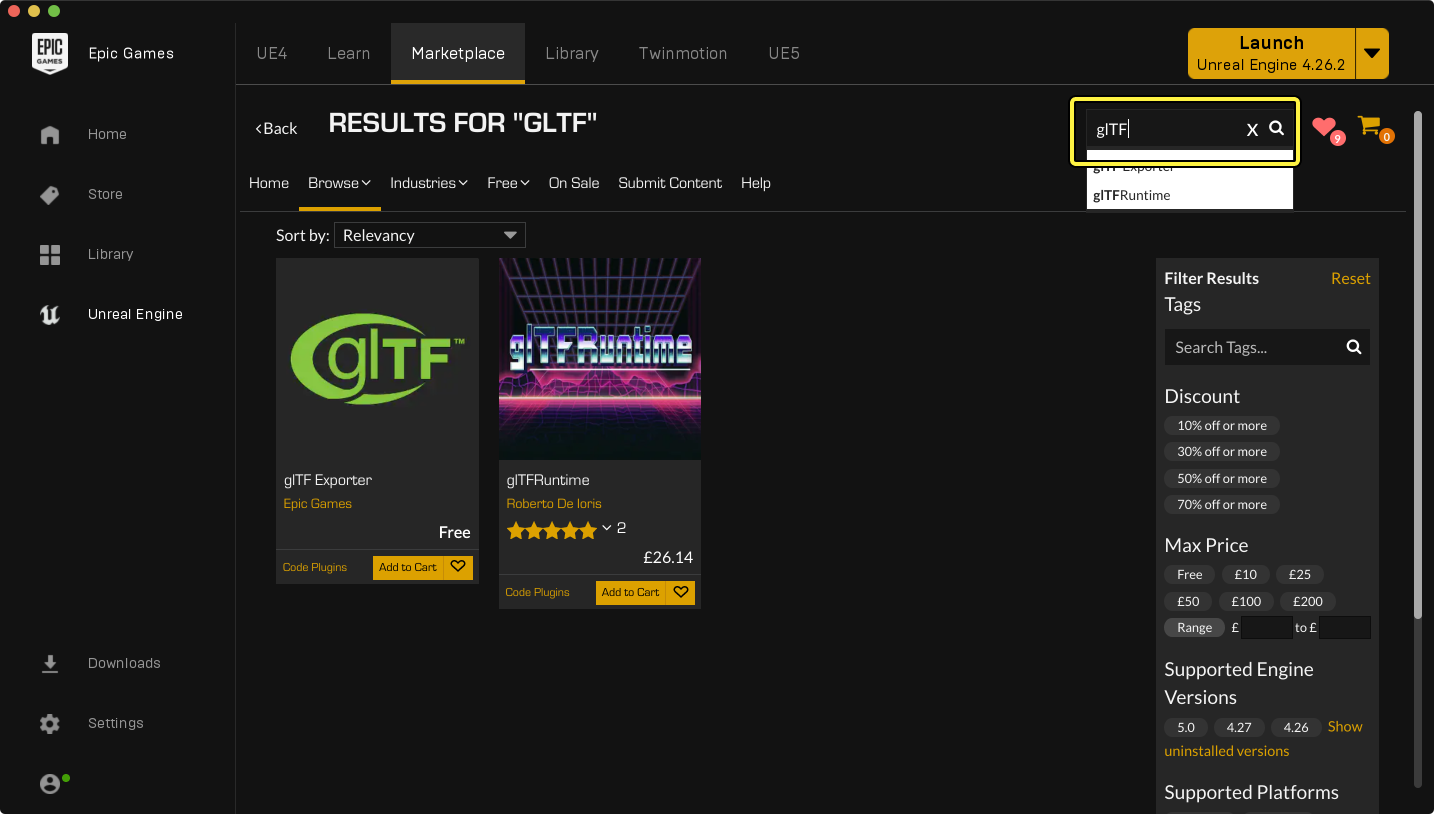 EPIC
GAMES
Epic Games
UE4
Learn
Marketplace
Library
Twinmotion
UE5
Launch
Unreal Engine 4.26.2
Home
Store
Library
Unreal Engine
Downloads
Settings
Back
RESULTS FOR "GLTF"
glTF
X
9
0
glTF Exporter
glTFRuntime
Home
Browse
Industries
Free
On Sale
Submit Content
Help
Sort by: Relevancy
glTF™
glTF Exporter
Epic Games
Free
Code Plugins
Add to Cart
glTFRuntime
glTFRuntime
Roberto De Ioris
2
£26.14
Code Plugins
Add to Cart
Filter Results
Reset
Tags
Search Tags...
Discount
10% off or more
30% off or more
50% off or more
70% off or more
Max Price
Free £10 £25
£50 £100 £200
Range £ to £
Supported Engine
Versions
5.0 4.27 4.26 Show
uninstalled versions
Supported Platforms